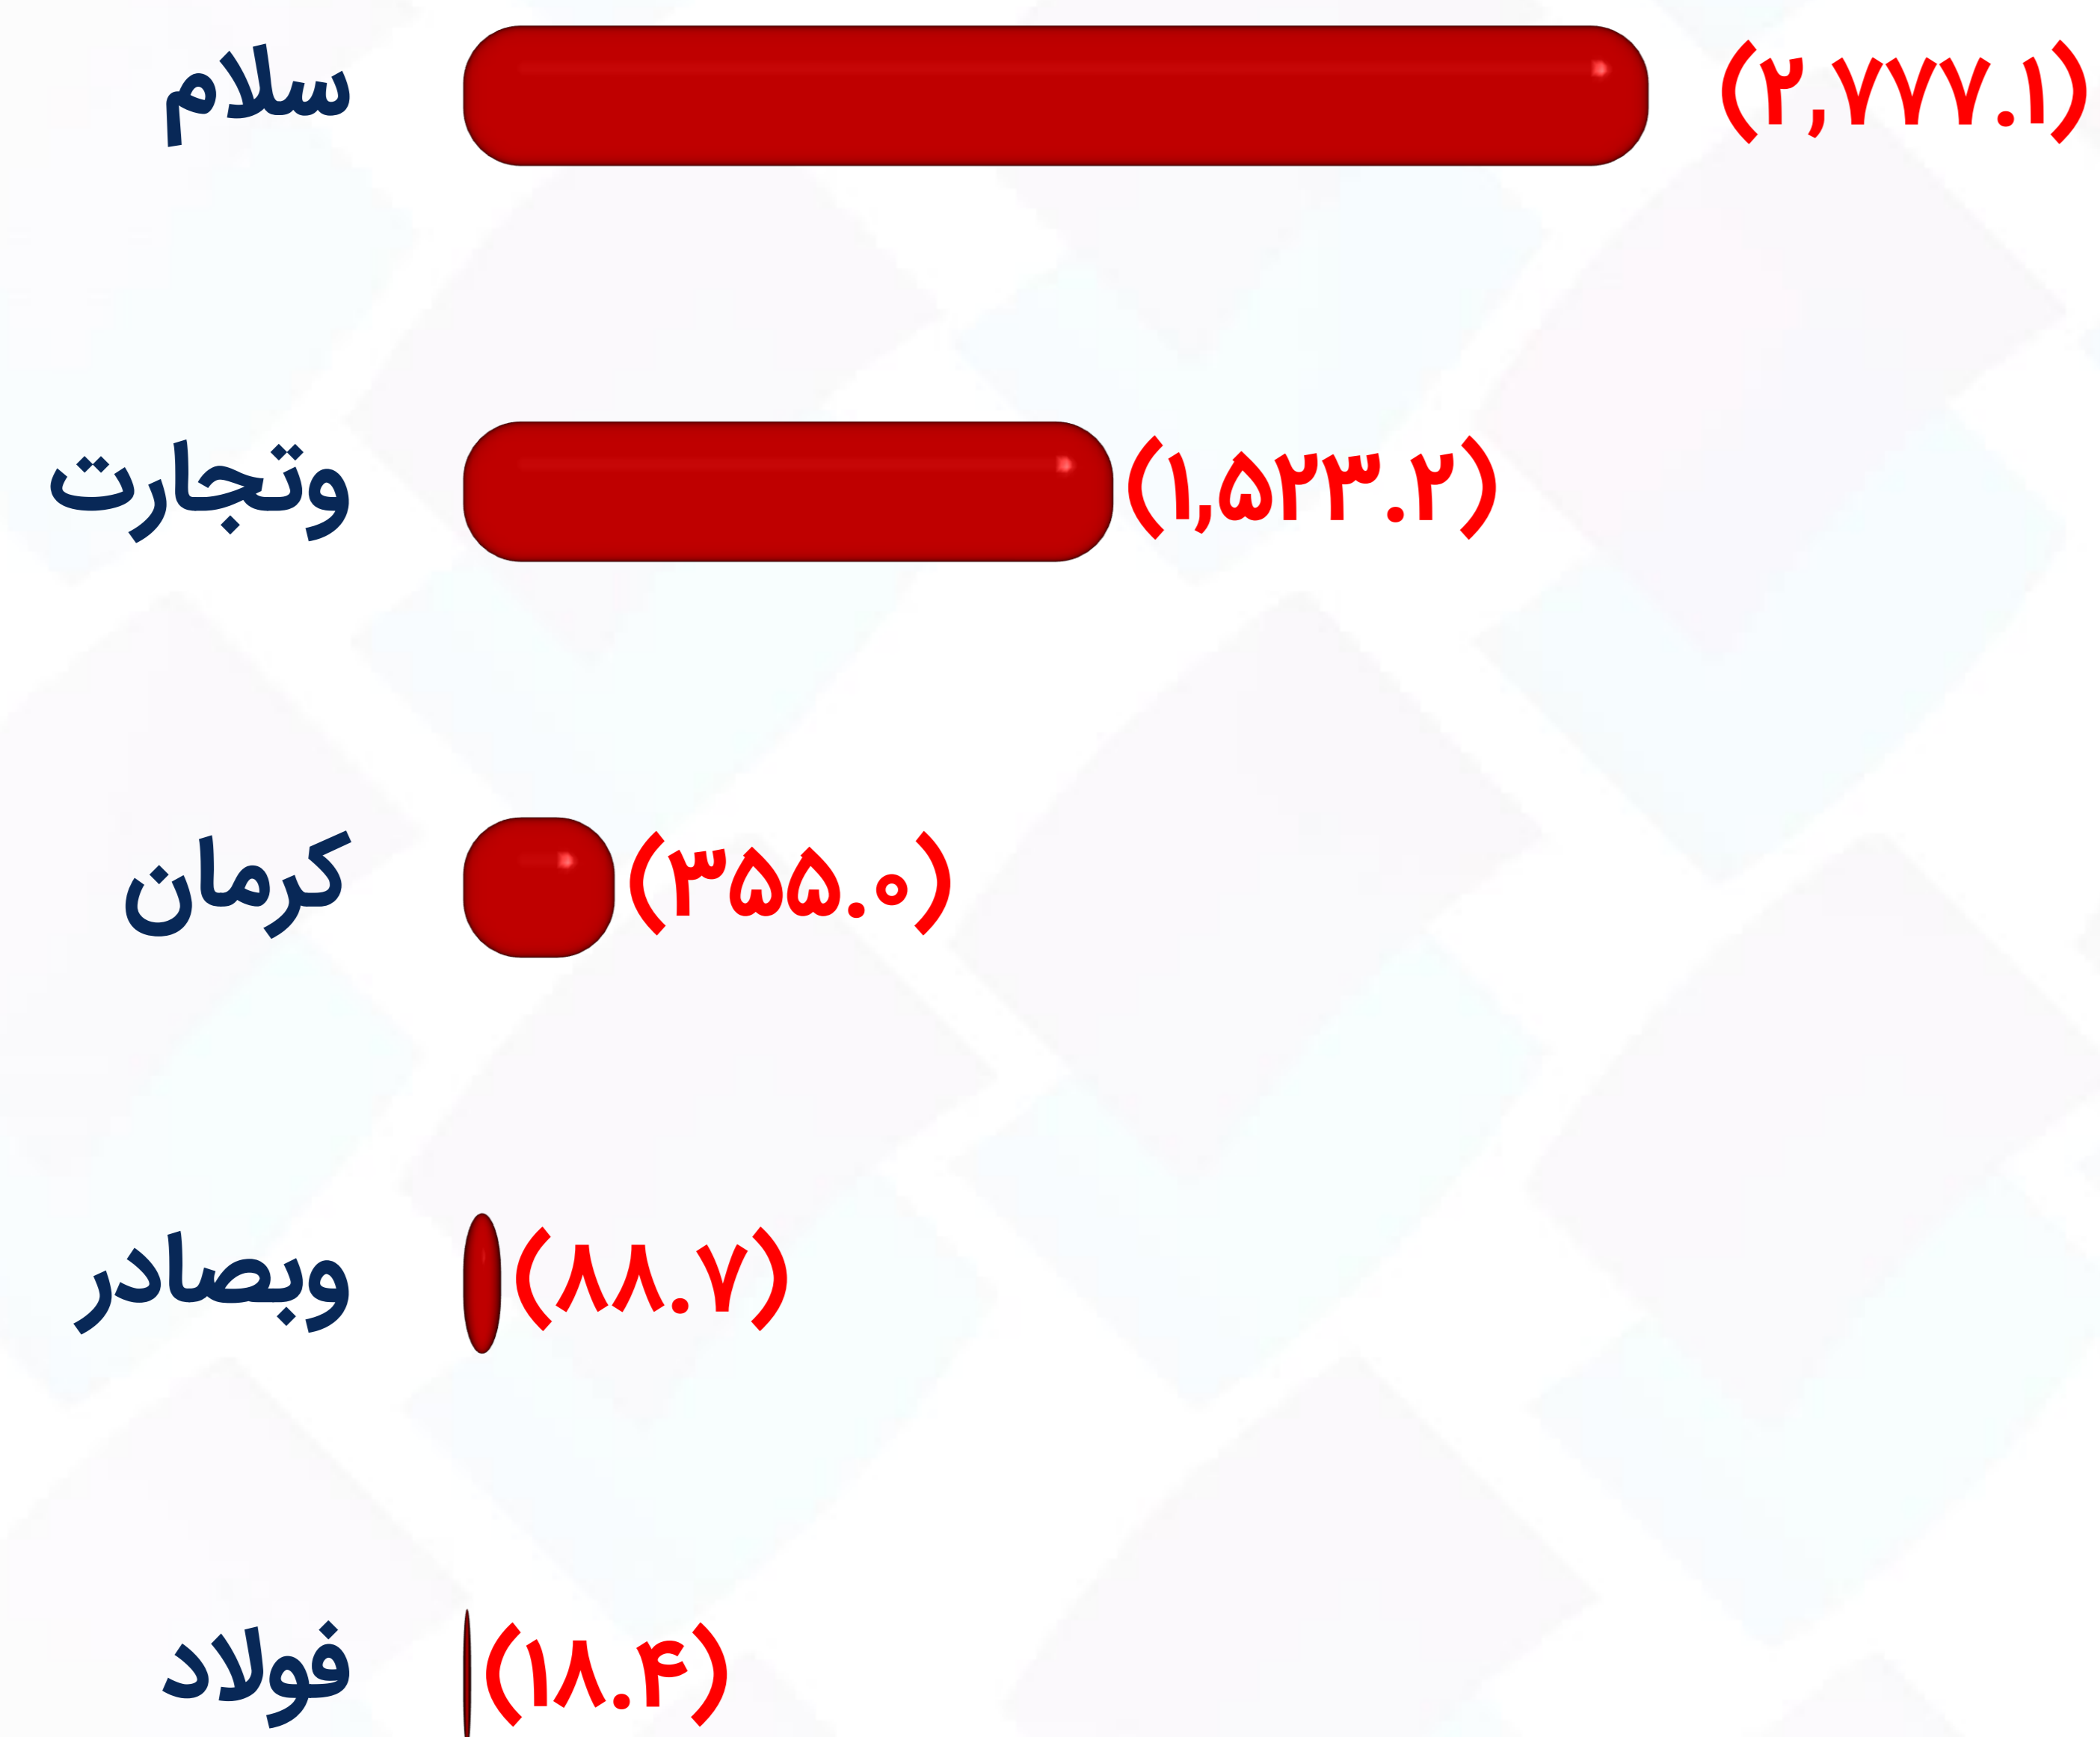 سلام (۲,۷۷۷.۱)
وتجارت (۱,۵۲۳.۲)
کرمان (۳۵۵.۰)
وبصادر (۸۸.۷)
فولاد (۱۸.۴)